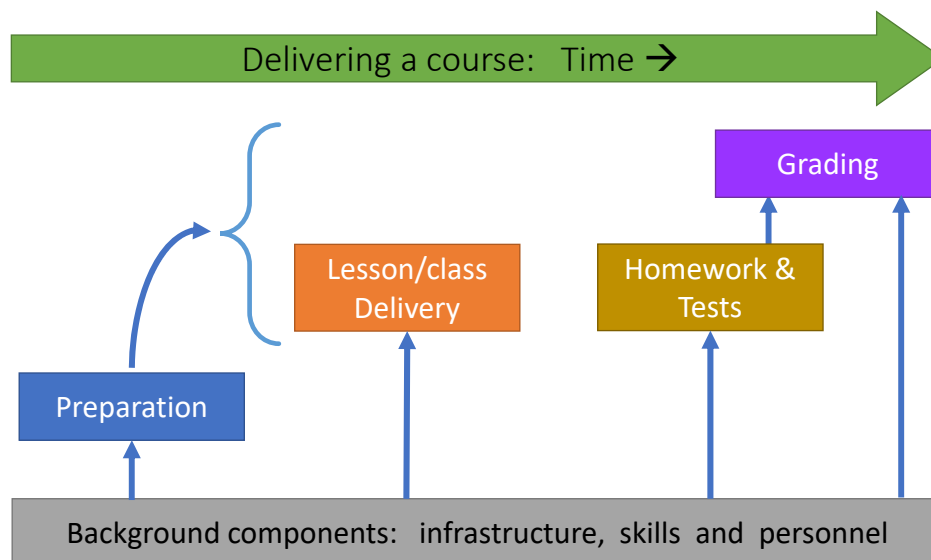 Delivering a course: Time →
Grading
Lesson/class
Delivery
Homework &
Tests
Preparation
Background components: infrastructure, skills and personnel